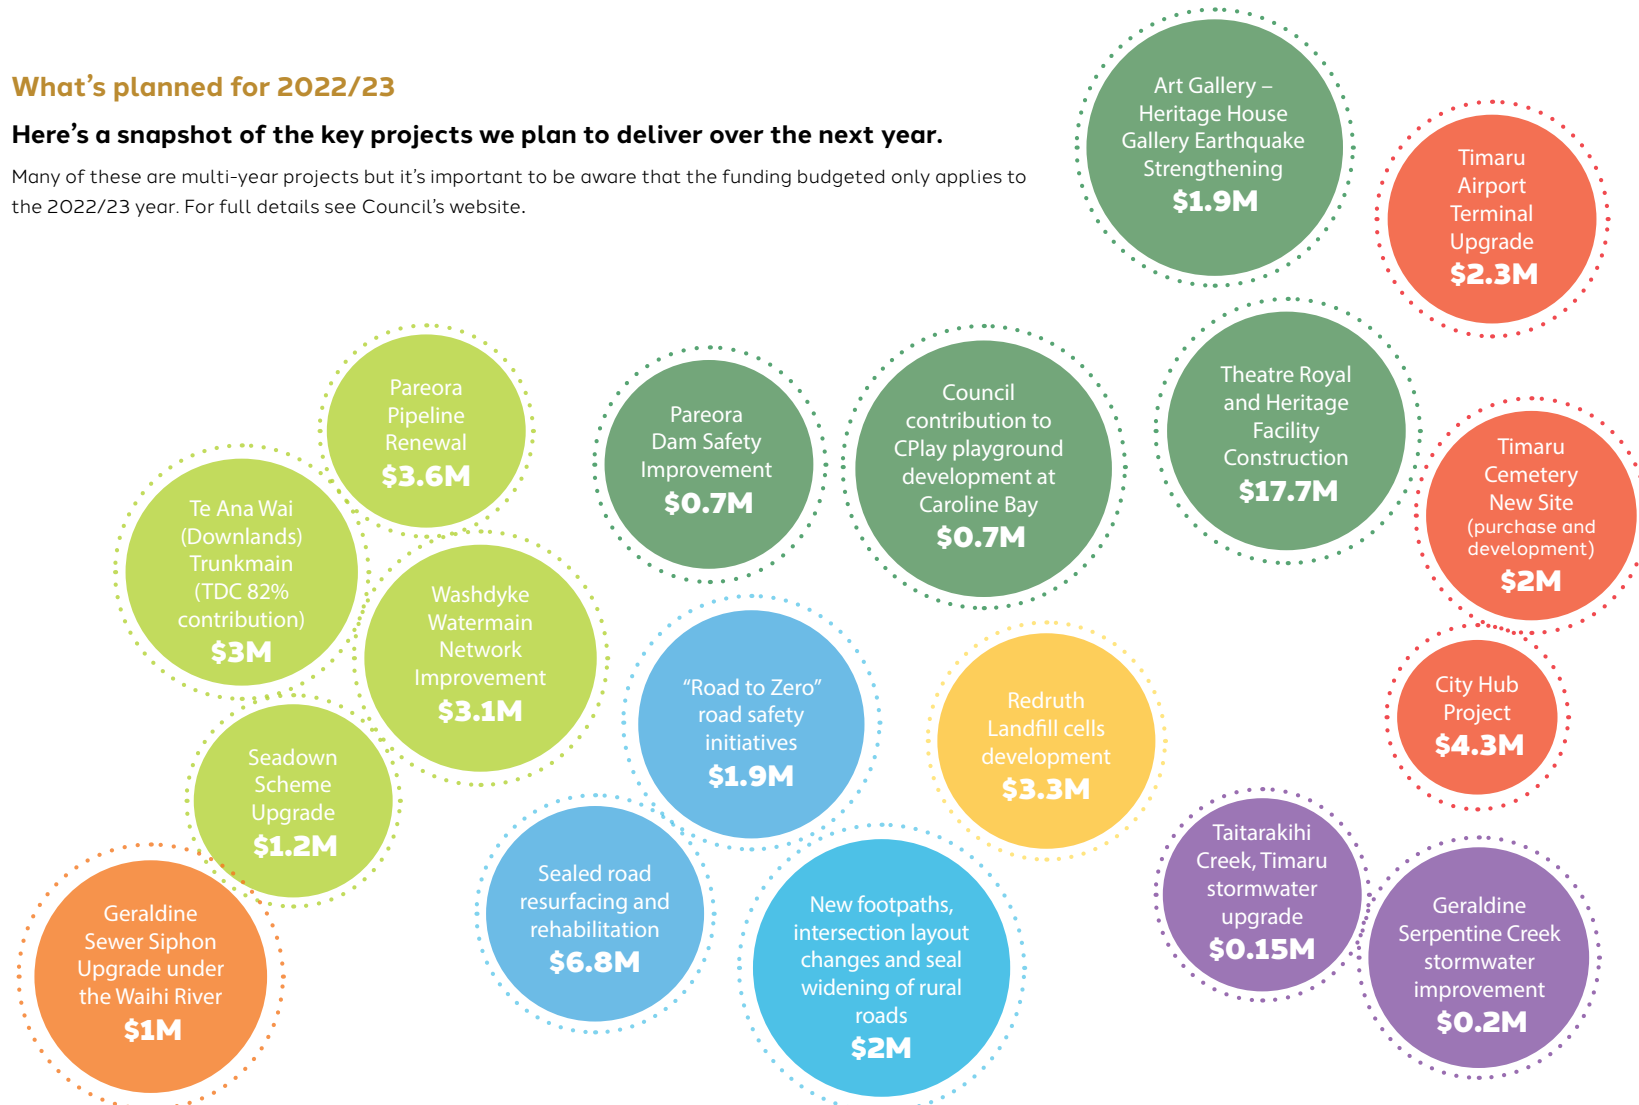 What's planned for 2022/23
Here's a snapshot of the key projects we plan to deliver over the next year.
Many of these are multi-year projects but it's important to be aware that the funding budgeted only applies to
the 2022/23 year. For full details see Council's website.
Art Gallery –
Heritage House
Gallery Earthquake
Strengthening
$1.9M
Timaru
Airport
Terminal
Upgrade
$2.3M
Pareora
Pipeline
Renewal
$3.6M
Pareora
Dam Safety
Improvement
$0.7M
Council
contribution to
CPlay playground
development at
Caroline Bay
$0.7M
Theatre Royal
and Heritage
Facility
Construction
$17.7M
Timaru
Cemetery
New Site
(purchase and
development)
$2M
Te Ana Wai
(Downlands)
Trunkmain
(TDC 82%
contribution)
$3M
Washdyke
Watermain
Network
Improvement
$3.1M
"Road to Zero"
road safety
initiatives
$1.9M
Redruth
Landfill cells
development
$3.3M
City Hub
Project
$4.3M
Seadown
Scheme
Upgrade
$1.2M
Geraldine
Sewer Siphon
Upgrade under
the Waihi River
$1M
Sealed road
resurfacing and
rehabilitation
$6.8M
New footpaths,
intersection layout
changes and seal
widening of rural
roads
$2M
Taitarakihi
Creek, Timaru
stormwater
upgrade
$0.15M
Geraldine
Serpentine Creek
stormwater
improvement
$0.2M